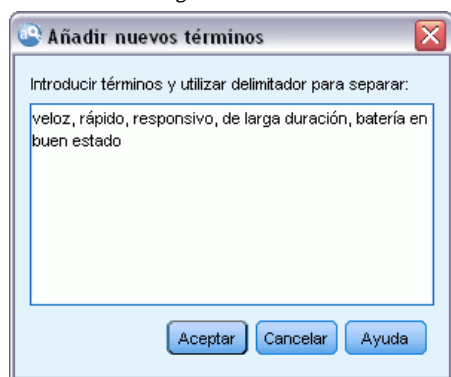 Añadir nuevos términos
Introducir términos y utilizar delimitador para separar:
veloz, rápido, responsivo, de larga duración, batería en
buen estado
Aceptar Cancelar Ayuda